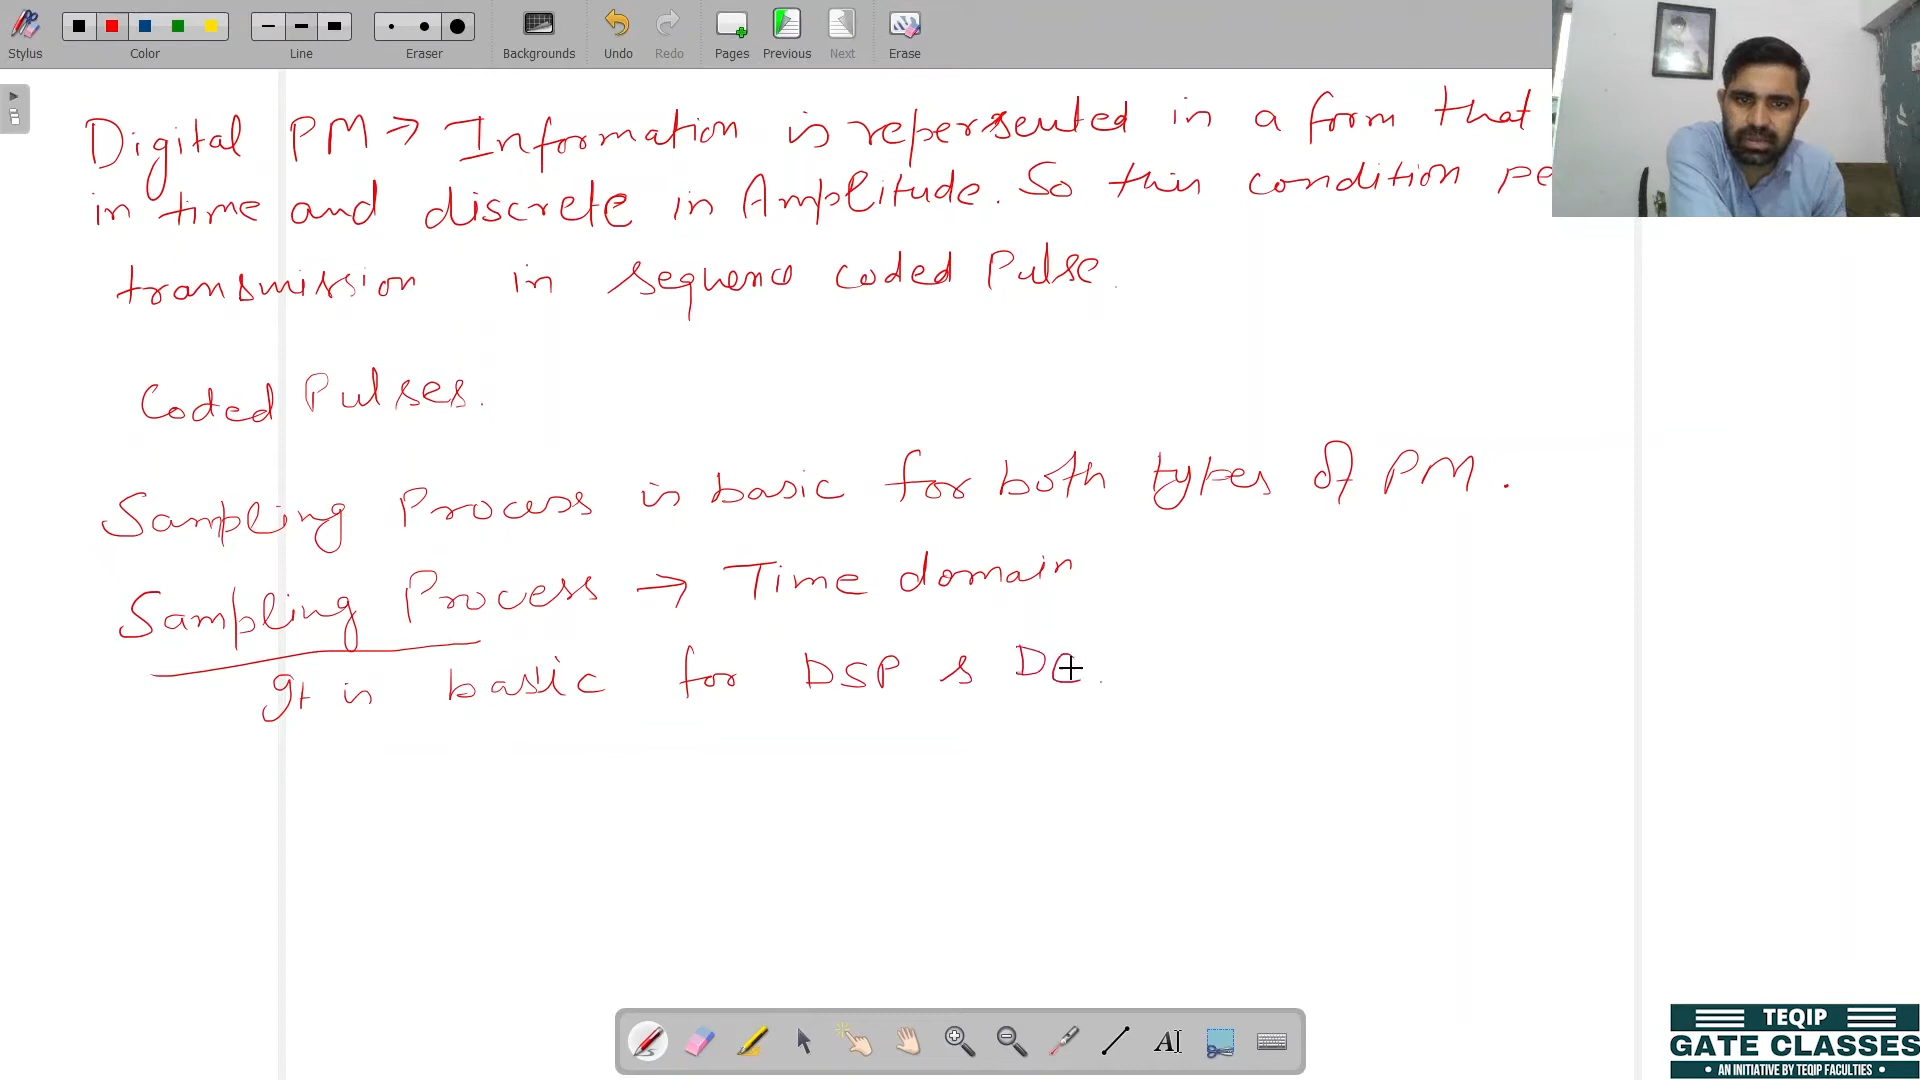 Stylus
Color
Line
Eraser
Backgrounds
Undo
Redo
Pages
Previous
Next
Erase
Digital PM → Information is repersented in a form that
in time and discrete in Amplitude. So this condition pe
transmission in sequence coded Pulse.
Coded Pulses.
Sampling Process is basic for both types of PM.
Sampling Process → Time domain
It is basic for DSP & DC.
TEQIP
GATE CLASSES
• AN INITIATIVE BY TEQIP FACULTIES •